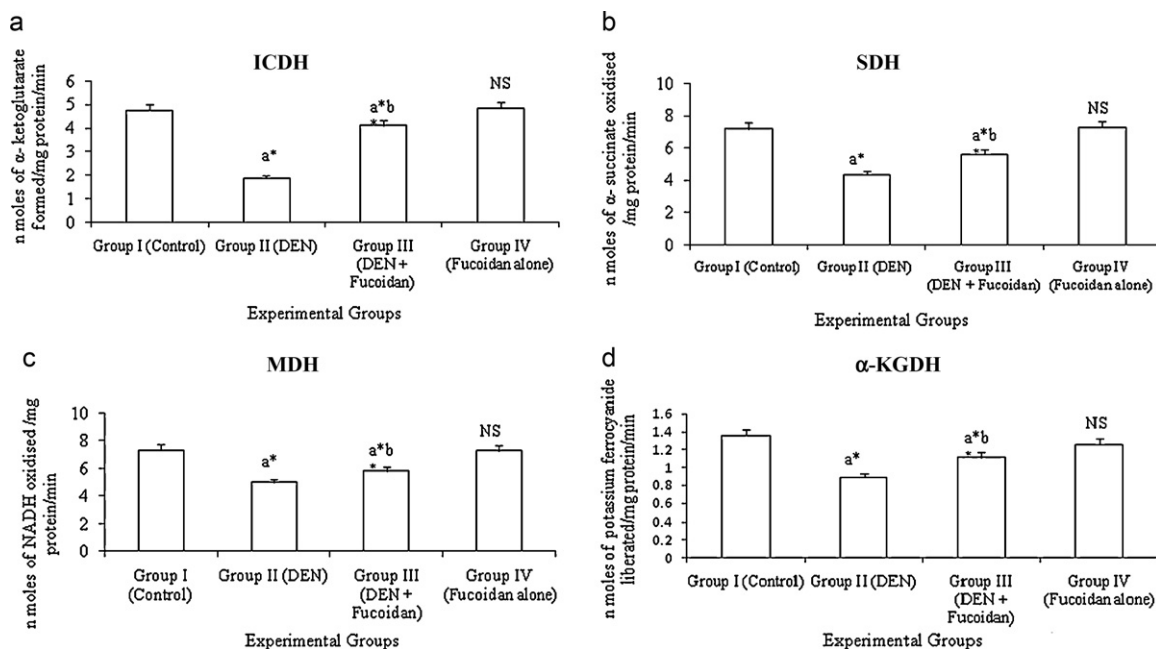 a
ICDH
n moles of α- ketoglutarate
formed/mg protein/min
6
5
4
3
2
1
0
a*
a*b
*
NS
Group I (Control)
Group II (DEN)
Group III
(DEN +
Fucoidan)
Group IV
(Fucoidan alone)
Experimental Groups
b
SDH
n moles of α- succinate oxidised
/mg protein/min
8
6
4
2
0
a*
a*b
*
NS
Group I (Control)
Group II (DEN)
Group III
(DEN + Fucoidan)
Group IV
(Fucoidan alone)
Experimental Groups
c
MDH
n moles of NADH oxidised /mg
protein/min
10
8
6
4
2
0
a*
a*b
*
NS
Group I
(Control)
Group II (DEN)
Group III
(DEN +
Fucoidan)
Group IV
(Fucoidan alone)
Experimental Groups
d
α-KGDH
n moles of potassium ferrocyanide
liberated/mg protein/min
1.6
1.4
1.2
1
0.8
0.6
0.4
0.2
0
a*
a*b
*
NS
Group I (Control)
Group II (DEN)
Group III
(DEN +
Fucoidan)
Group IV
(Fucoidan alone)
Experimental Groups